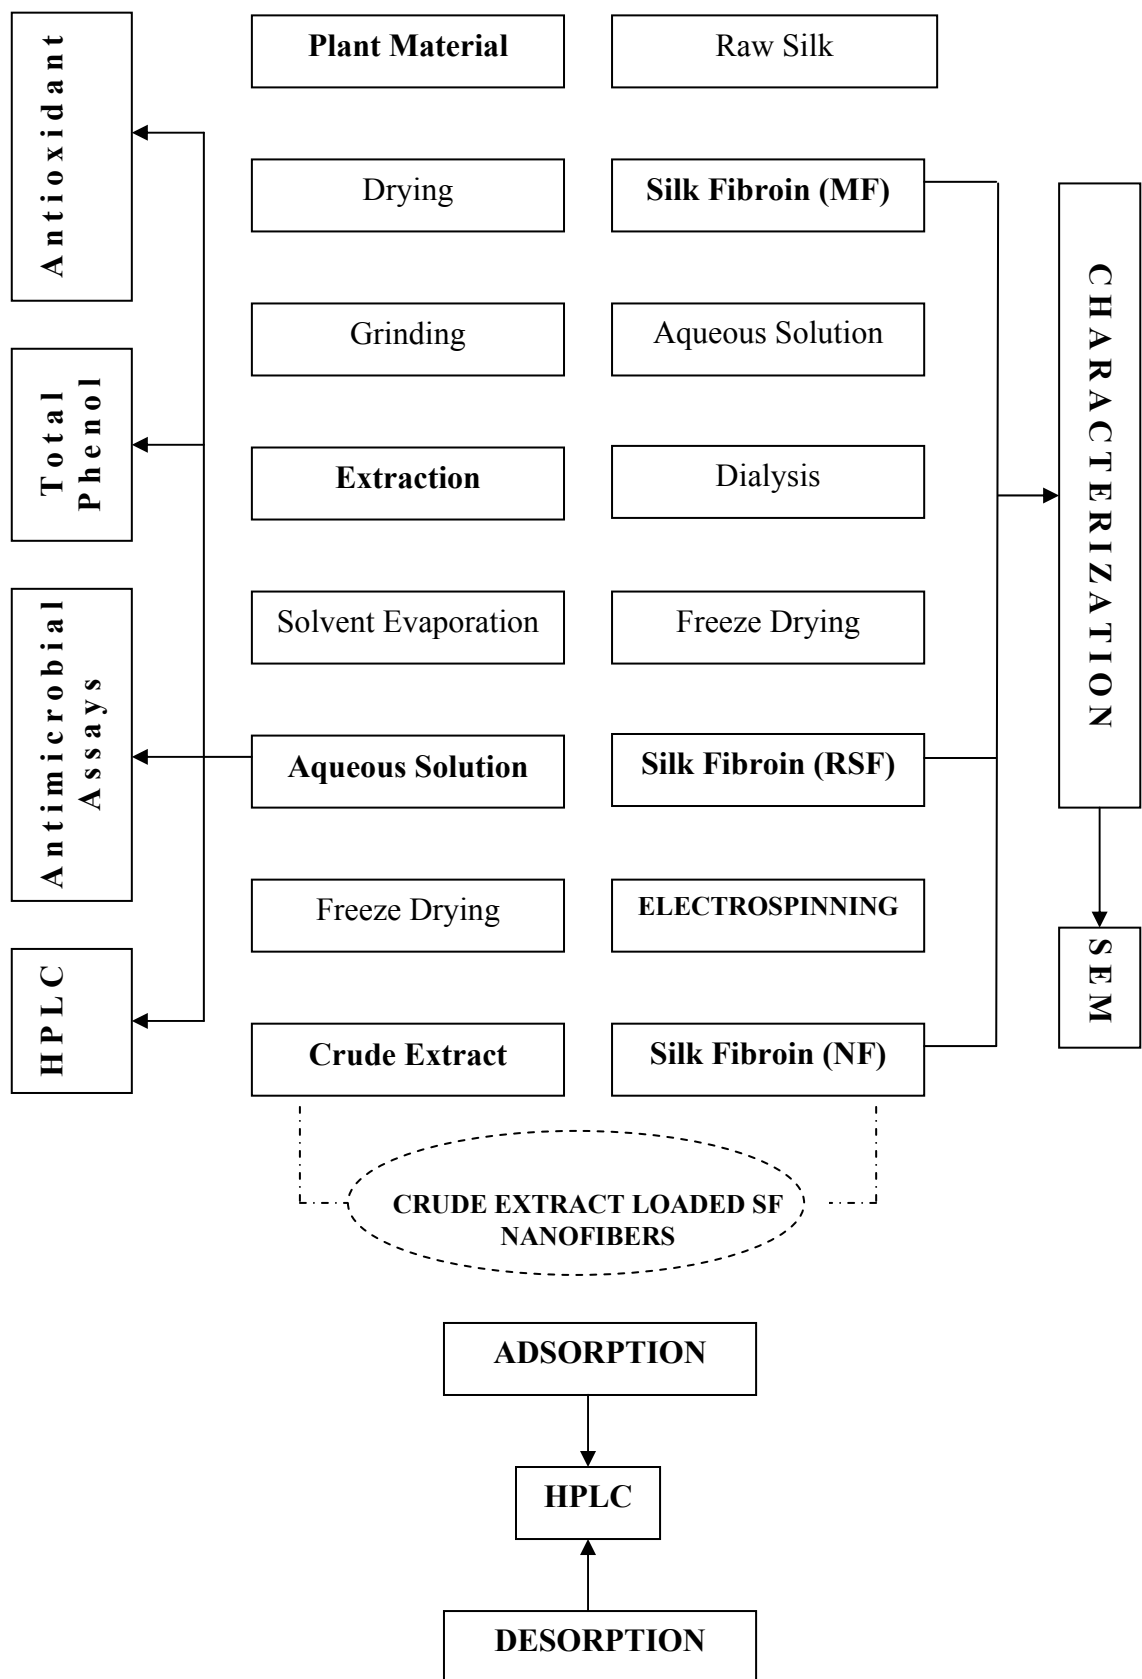 Antioxidant
Total
Phenol
Antimicrobial
Assays
HPLC
Plant Material
Drying
Grinding
Extraction
Solvent Evaporation
Aqueous Solution
Freeze Drying
Crude Extract
Raw Silk
Silk Fibroin (MF)
Aqueous Solution
Dialysis
Freeze Drying
Silk Fibroin (RSF)
ELECTROSPINNING
Silk Fibroin (NF)
CHARACTERIZATION
SEM
CRUDE EXTRACT LOADED SF
NANOFIBERS
ADSORPTION
HPLC
DESORPTION